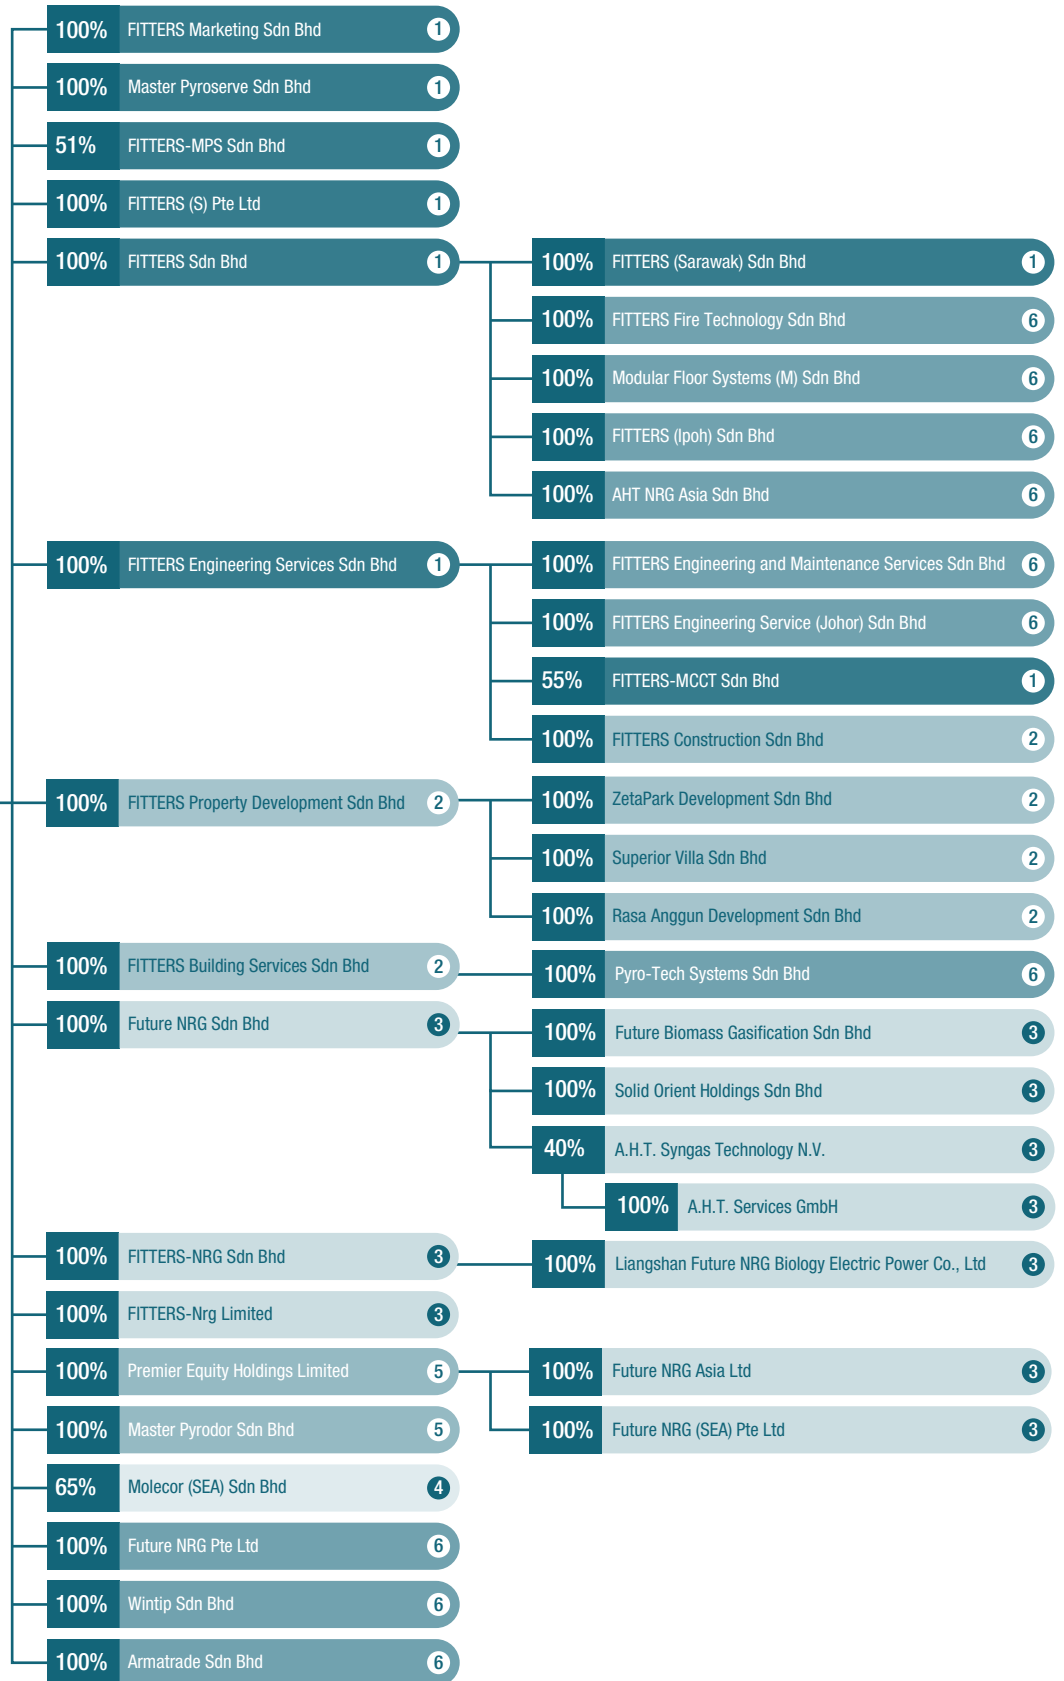 100% FITTERS Marketing Sdn Bhd 1
100% Master Pyroserve Sdn Bhd 1
51% FITTERS-MPS Sdn Bhd 1
100% FITTERS (S) Pte Ltd 1
100% FITTERS Sdn Bhd 1
100% FITTERS (Sarawak) Sdn Bhd 1
100% FITTERS Fire Technology Sdn Bhd 6
100% Modular Floor Systems (M) Sdn Bhd 6
100% FITTERS (Ipoh) Sdn Bhd 6
100% AHT NRG Asia Sdn Bhd 6
100% FITTERS Engineering Services Sdn Bhd 1
100% FITTERS Engineering and Maintenance Services Sdn Bhd 6
100% FITTERS Engineering Service (Johor) Sdn Bhd 6
55% FITTERS-MCCT Sdn Bhd 1
100% FITTERS Construction Sdn Bhd 2
100% FITTERS Property Development Sdn Bhd 2
100% ZetaPark Development Sdn Bhd 2
100% Superior Villa Sdn Bhd 2
100% Rasa Anggun Development Sdn Bhd 2
100% FITTERS Building Services Sdn Bhd 2
100% Pyro-Tech Systems Sdn Bhd 6
100% Future NRG Sdn Bhd 3
100% Future Biomass Gasification Sdn Bhd 3
100% Solid Orient Holdings Sdn Bhd 3
40% A.H.T. Syngas Technology N.V. 3
100% A.H.T. Services GmbH 3
100% FITTERS-NRG Sdn Bhd 3
100% Liangshan Future NRG Biology Electric Power Co., Ltd 3
100% FITTERS-Nrg Limited 3
100% Premier Equity Holdings Limited 5
100% Future NRG Asia Ltd 3
100% Future NRG (SEA) Pte Ltd 3
100% Master Pyrodor Sdn Bhd 5
65% Molecor (SEA) Sdn Bhd 4
100% Future NRG Pte Ltd 6
100% Wintip Sdn Bhd 6
100% Armatrade Sdn Bhd 6